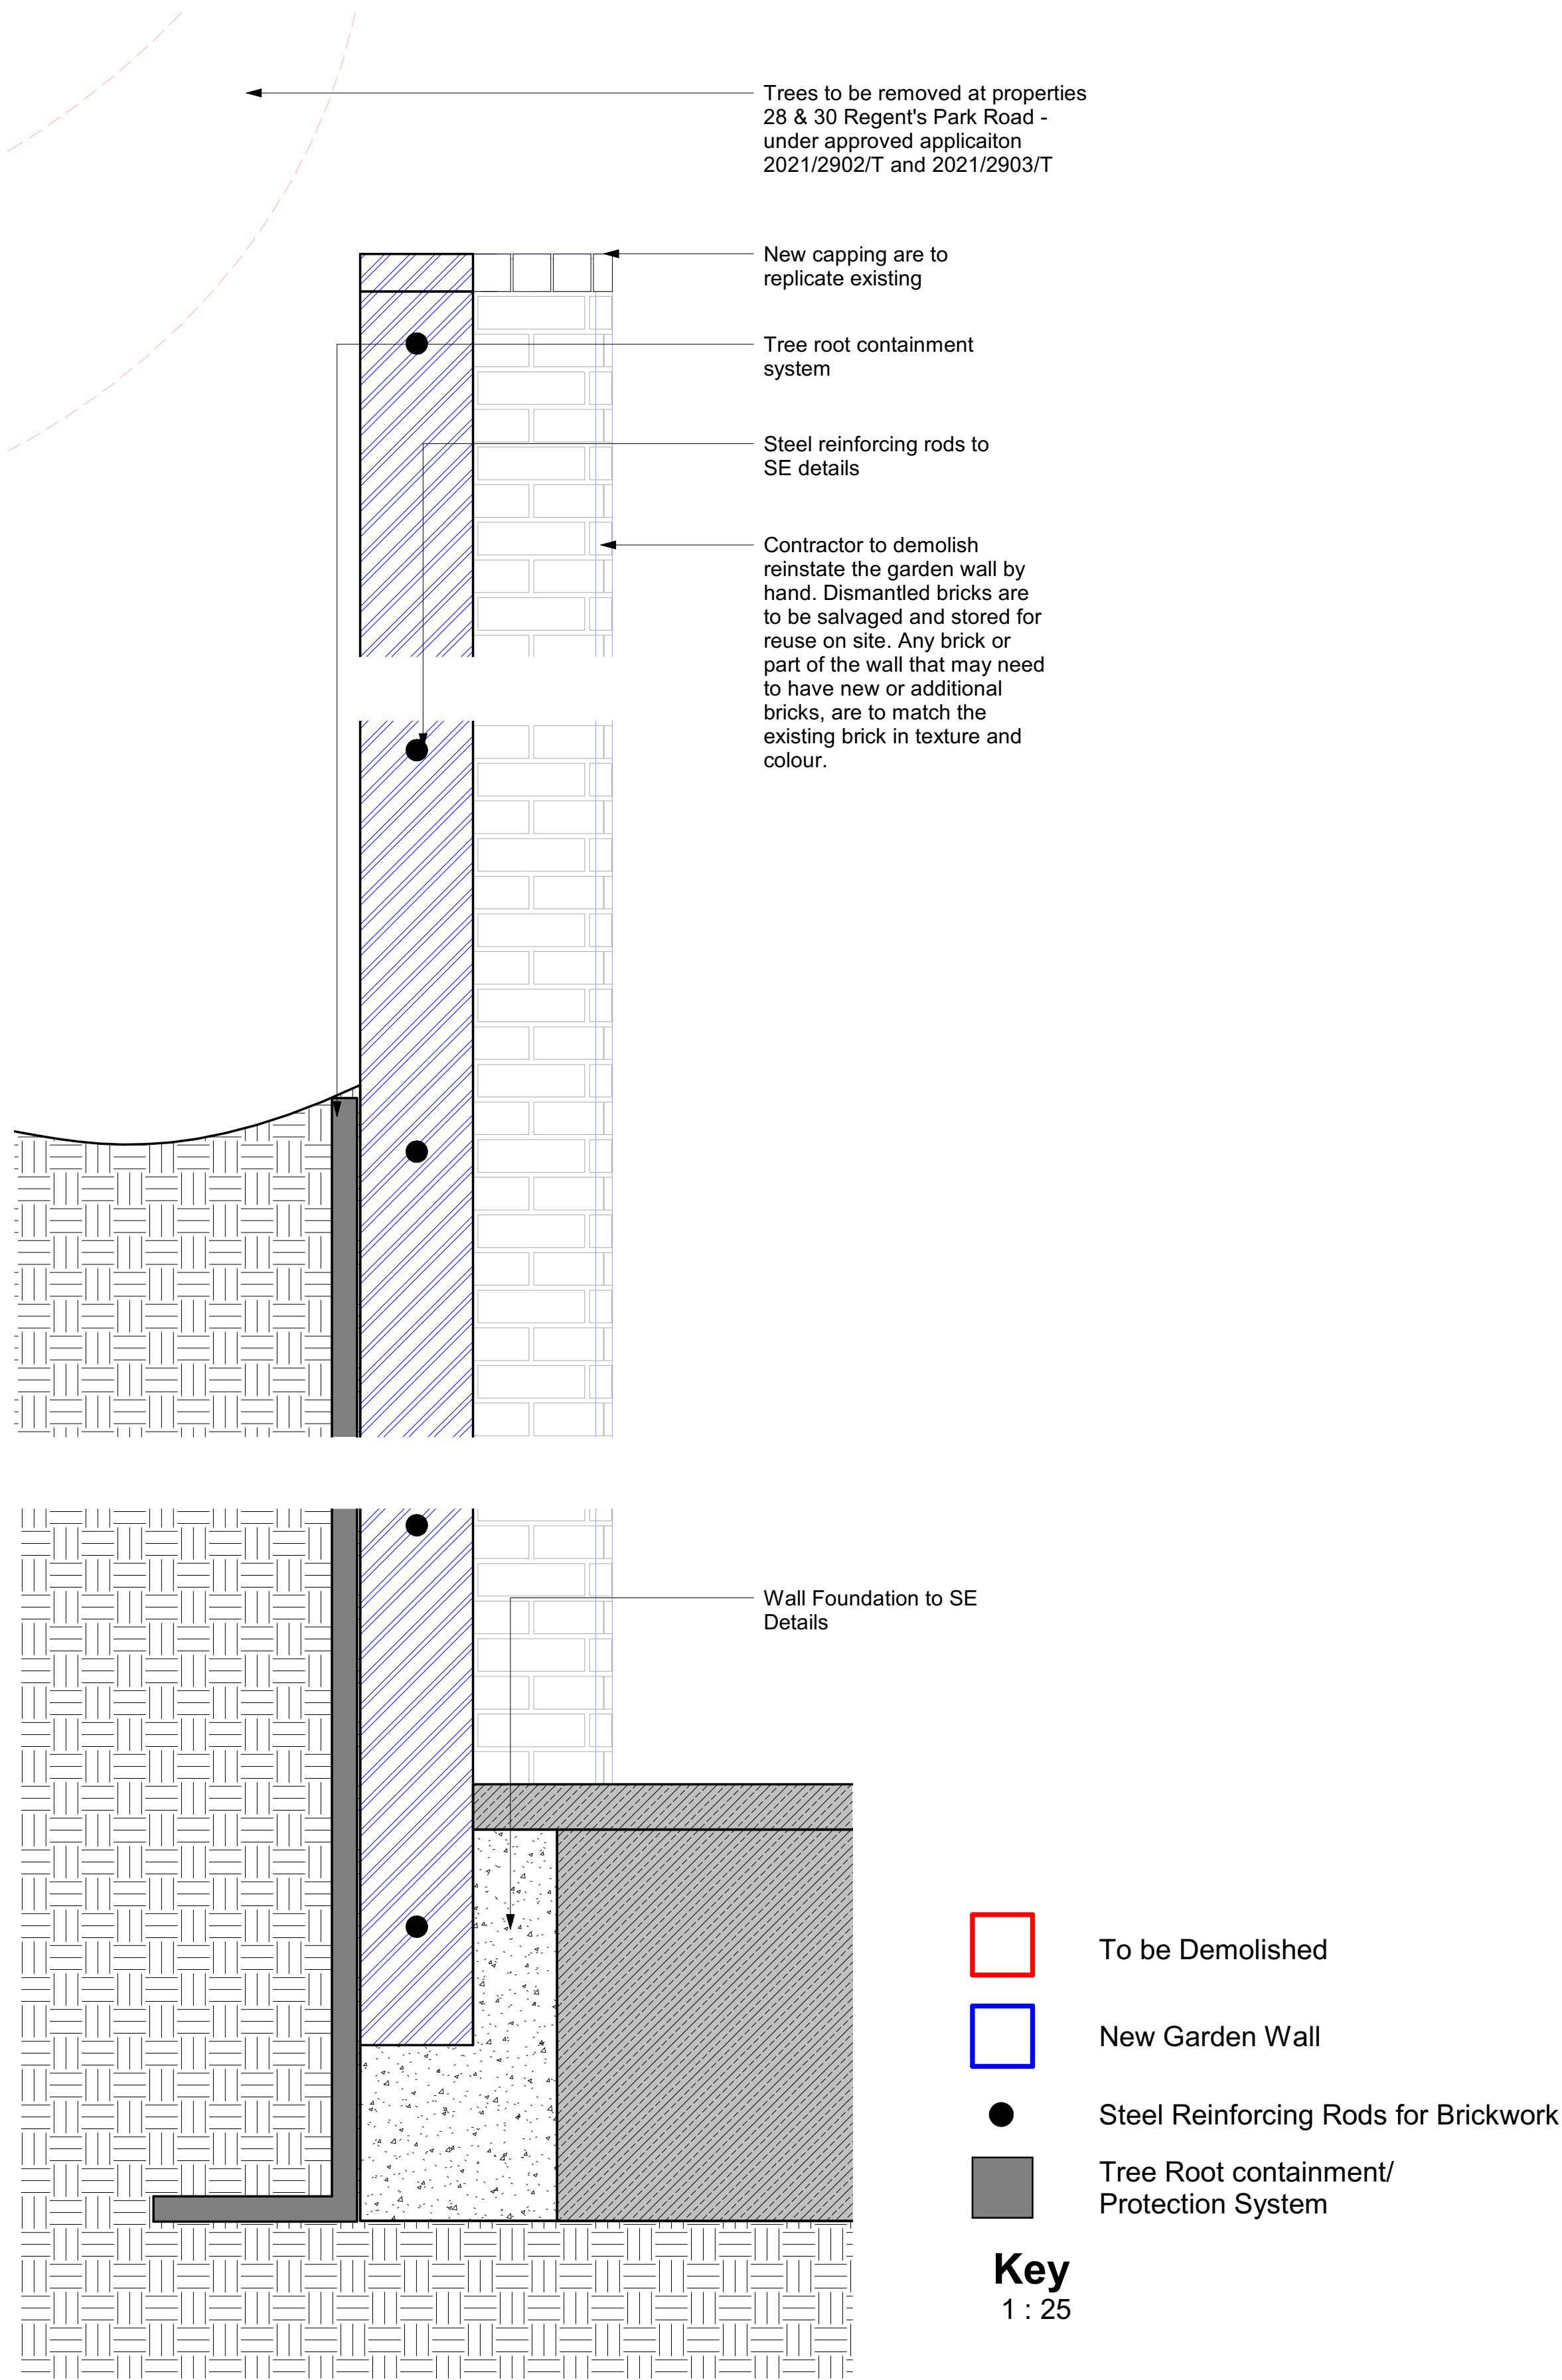 Trees to be removed at properties
28 & 30 Regent's Park Road -
under approved applicaiton
2021/2902/T and 2021/2903/T
New capping are to
replicate existing
Tree root containment
system
Steel reinforcing rods to
SE details
Contractor to demolish
reinstate the garden wall by
hand. Dismantled bricks are
to be salvaged and stored for
reuse on site. Any brick or
part of the wall that may need
to have new or additional
bricks, are to match the
existing brick in texture and
colour.
Wall Foundation to SE
Details
To be Demolished
New Garden Wall
Steel Reinforcing Rods for Brickwork
Tree Root containment/
Protection System
Key
1 : 25